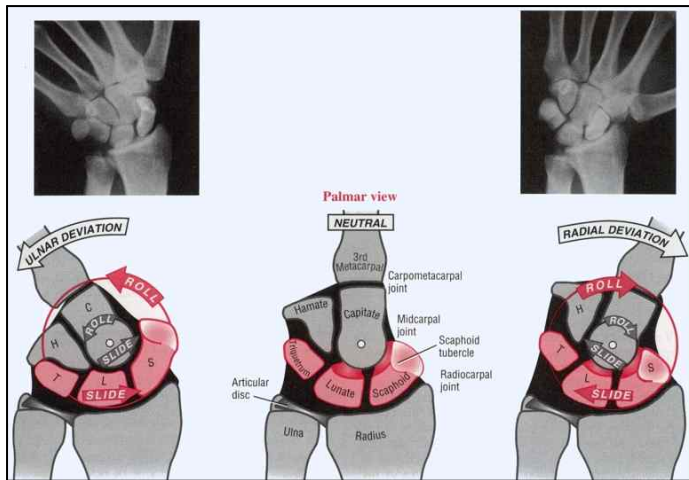 Palmar view
ULNAR DEVIATION
NEUTRAL
RADIAL DEVIATION
ROLL
C
ROLL
SLIDE
H
S
T
L
SLIDE
3rd
Metacarpal
Carpometacarpal
joint
Hamate
Capitate
Midcarpal
joint
Scaphoid
tubercle
Triquetrum
Lunate
Scaphoid
Radiocarpal
joint
Articular
disc
Ulna
Radius
ROLL
H
ROLL
SLIDE
T
L
S
SLIDE